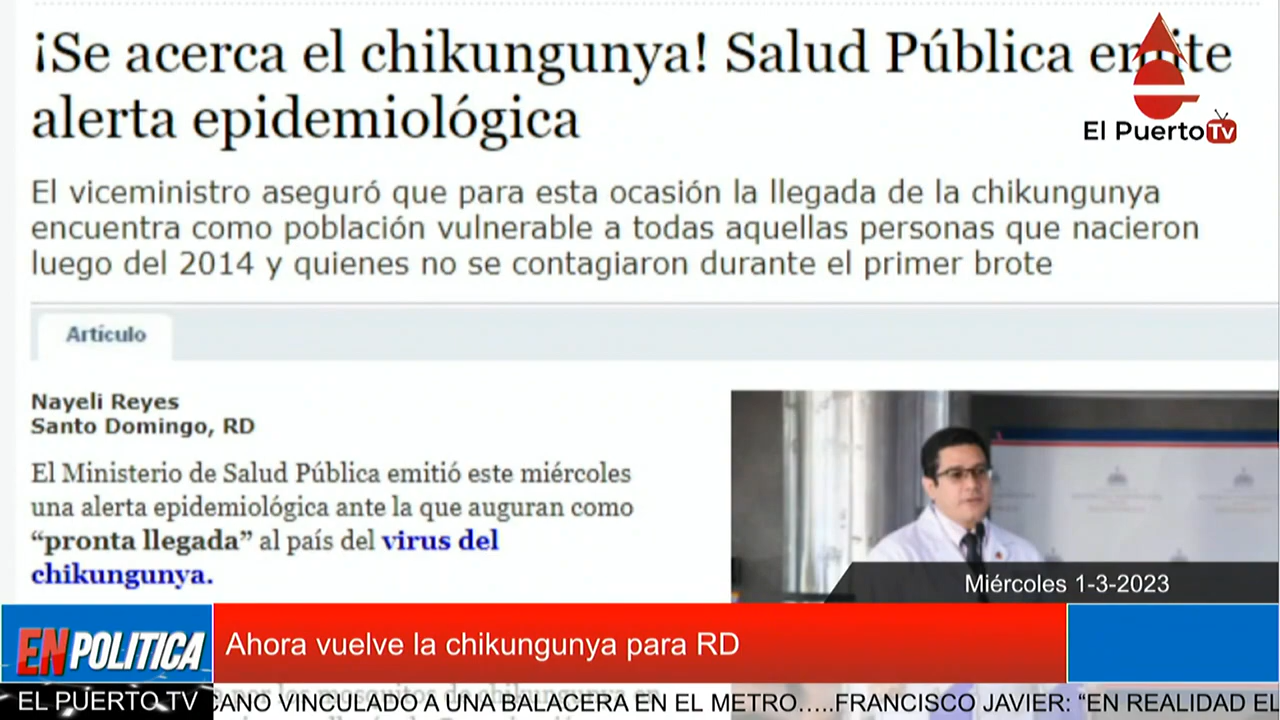 ¡Se acerca el chikungunya! Salud Pública emite
alerta epidemiológica
El Puerto Tv
El viceministro aseguró que para esta ocasión la llegada de la chikungunya
encuentra como población vulnerable a todas aquellas personas que nacieron
luego del 2014 y quienes no se contagiaron durante el primer brote
Artículo
Nayeli Reyes
Santo Domingo, RD
El Ministerio de Salud Pública emitió este miércoles
una alerta epidemiológica ante la que auguran como
“pronta llegada” al país del virus del
chikungunya.
Miércoles 1-3-2023
EN POLITICA
Ahora vuelve la chikungunya para RD
EL PUERTO TV
CANO VINCULADO A UNA BALACERA EN EL METRO.....FRANCISCO JAVIER: “EN REALIDAD EL